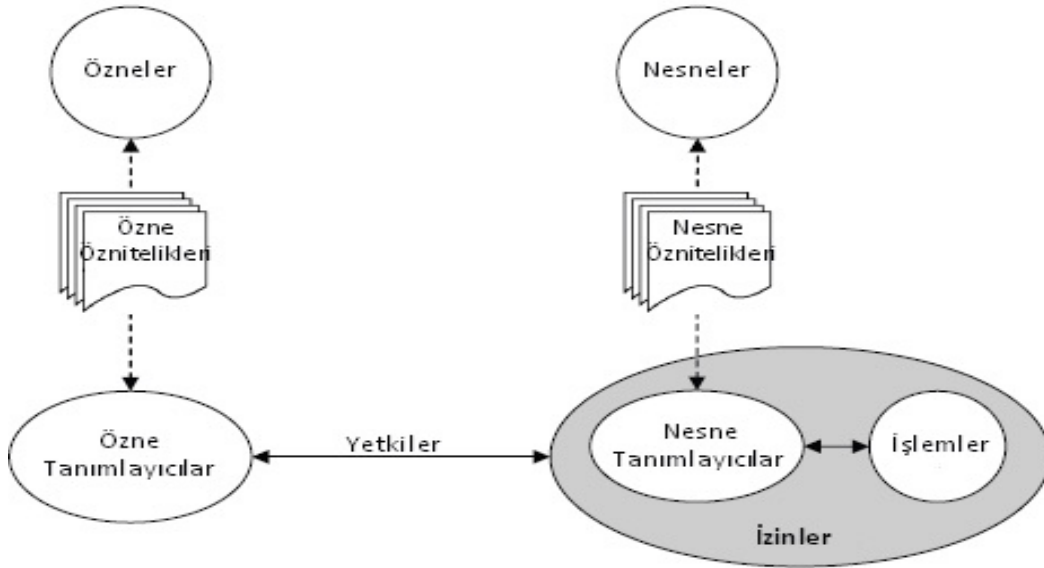 Özneler
Nesneler
Özne
Öznitelikleri
Nesne
Öznitelikleri
Özne
Tanımlayıcılar
Yetkiler
Nesne
Tanımlayıcılar
İşlemler
İzinler